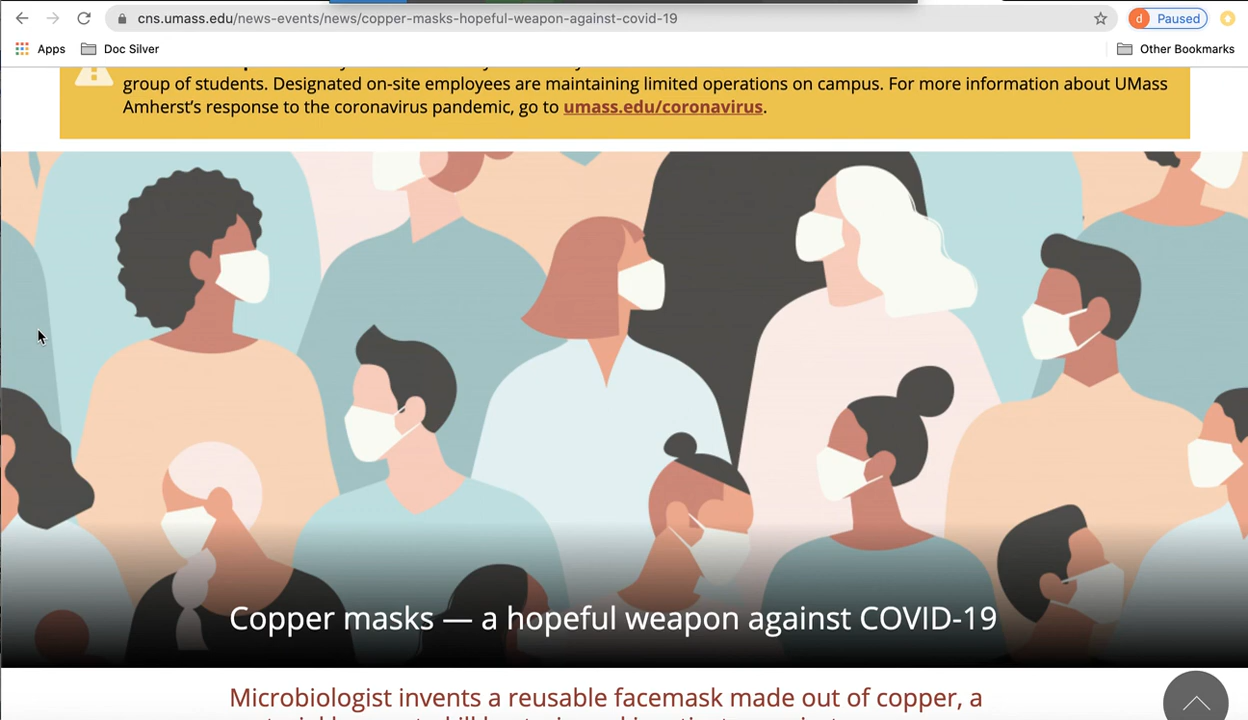 cns.umass.edu/news-events/news/copper-masks-hopeful-weapon-against-covid-19
d Paused
Apps Doc Silver Other Bookmarks
group of students. Designated on-site employees are maintaining limited operations on campus. For more information about UMass
Amherst’s response to the coronavirus pandemic, go to umass.edu/coronavirus.
Copper masks — a hopeful weapon against COVID-19
Microbiologist invents a reusable facemask made out of copper, a